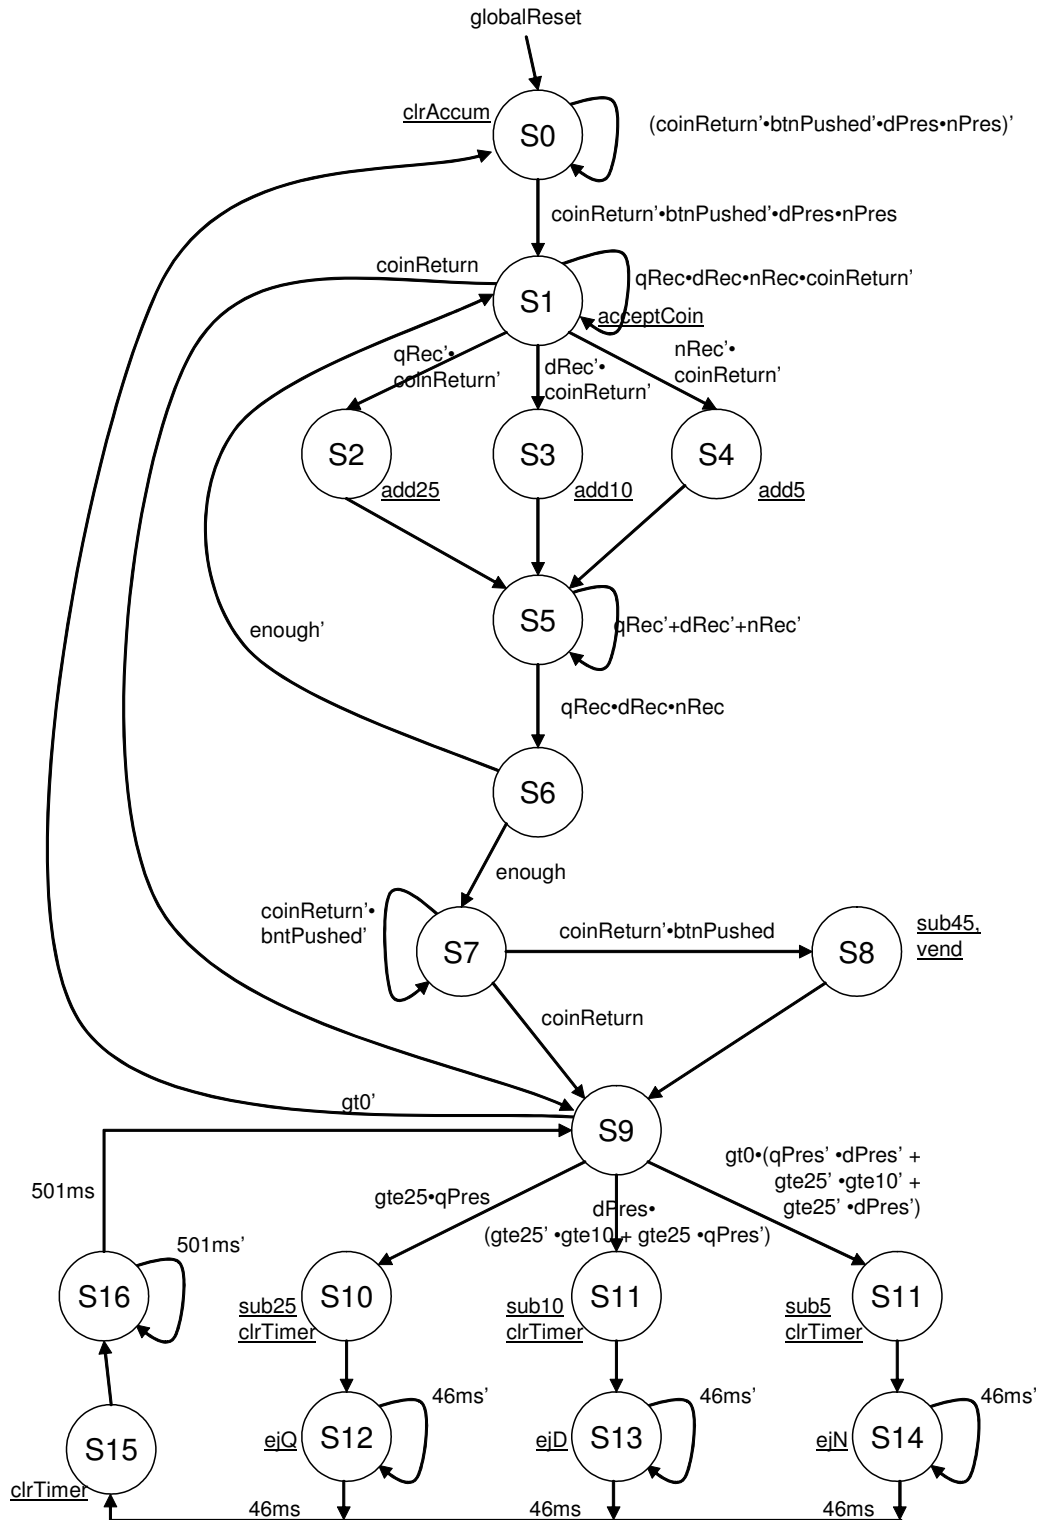 globalReset
clrAccum
S0
(coinReturn'•btnPushed'•dPres•nPres)'
coinReturn'•btnPushed'•dPres•nPres
coinReturn
S1
qRec•dRec•nRec•coinReturn'
acceptCoin
qRec'•
coinReturn'
dRec'•
coinReturn'
nRec'•
coinReturn'
S2
S3
S4
add25
add10
add5
S5
qRec'+dRec'+nRec'
enough'
qRec•dRec•nRec
S6
enough
coinReturn'•
bntPushed'
S7
coinReturn'•btnPushed
S8
sub45,
vend
coinReturn
gt0'
S9
gt0•(qPres' •dPres' +
gte25' •gte10' +
gte25' •dPres')
501ms
gte25•qPres
dPres•
(gte25' •gte10 + gte25 •qPres')
501ms'
S16
S10
S11
S11
sub25
clrTimer
sub10
clrTimer
sub5
clrTimer
46ms'
46ms'
46ms'
S15
S12
S13
S14
ejQ
ejD
ejN
clrTimer
46ms
46ms
46ms